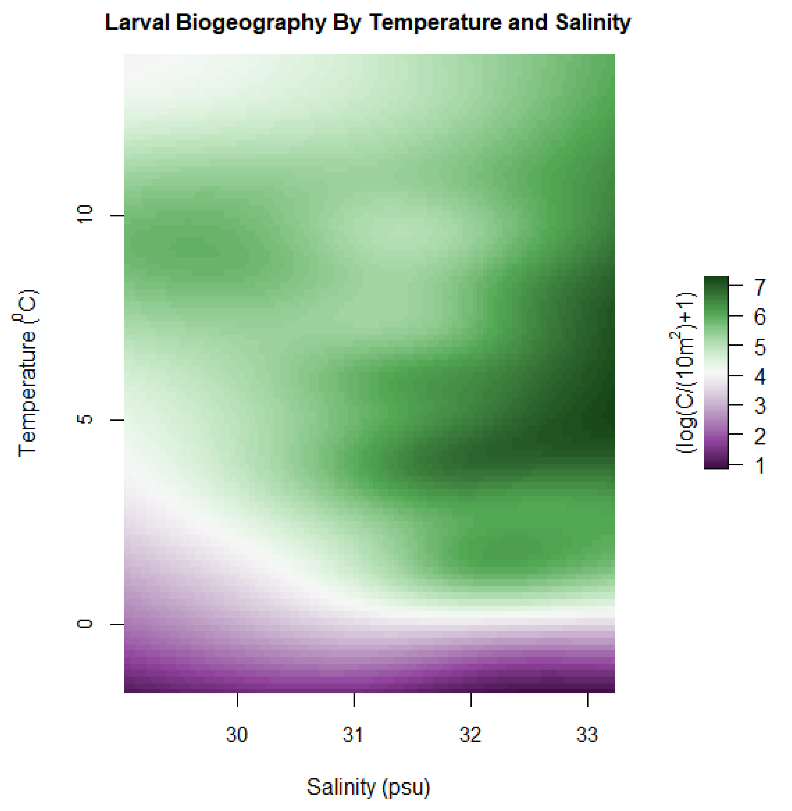 Larval Biogeography By Temperature and Salinity
10
5
0
Temperature (⁰C)
30 31 32 33
Salinity (psu)
(log(C/(10m²)+1)
7
6
5
4
3
2
1